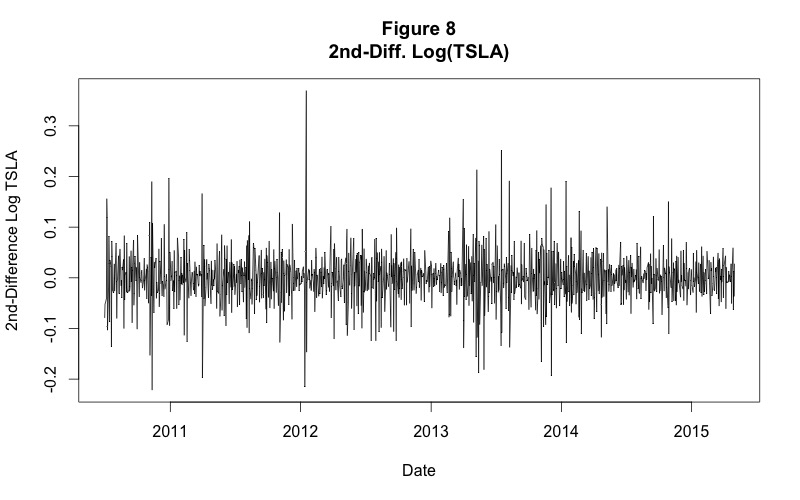 Figure 8
2nd-Diff. Log(TSLA)
2nd-Difference Log TSLA
0.3
0.2
0.1
0.0
-0.1
-0.2
2011 2012 2013 2014 2015
Date